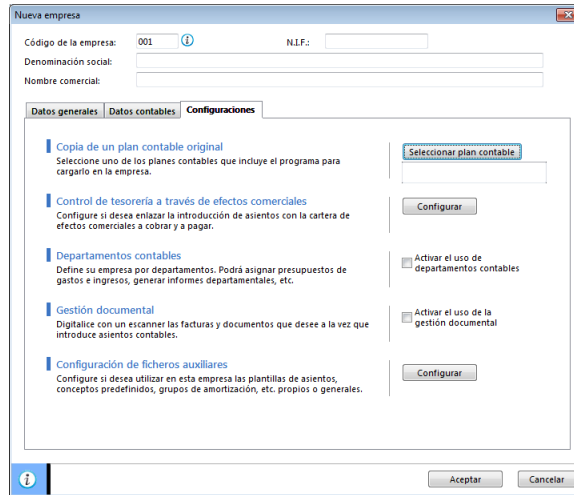 Nueva empresa
Código de la empresa: 001 N.I.F.:
Denominación social:
Nombre comercial:
Datos generales Datos contables Configuraciones
Copia de un plan contable original
Seleccione uno de los planes contables que incluye el programa para
cargarlo en la empresa.
Seleccionar plan contable
Control de tesorería a través de efectos comerciales
Configure si desea enlazar la introducción de asientos con la cartera de
efectos comerciales a cobrar y a pagar.
Configurar
Departamentos contables
Define su empresa por departamentos. Podrá asignar presupuestos de
gastos e ingresos, generar informes departamentales, etc.
Activar el uso de
departamentos contables
Gestión documental
Digitalice con un escanner las facturas y documentos que desee a la vez que
introduce asientos contables.
Activar el uso de la
gestión documental
Configuración de ficheros auxiliares
Configure si desea utilizar en esta empresa las plantillas de asientos,
conceptos predefinidos, grupos de amortización, etc. propios o generales.
Configurar
Aceptar Cancelar